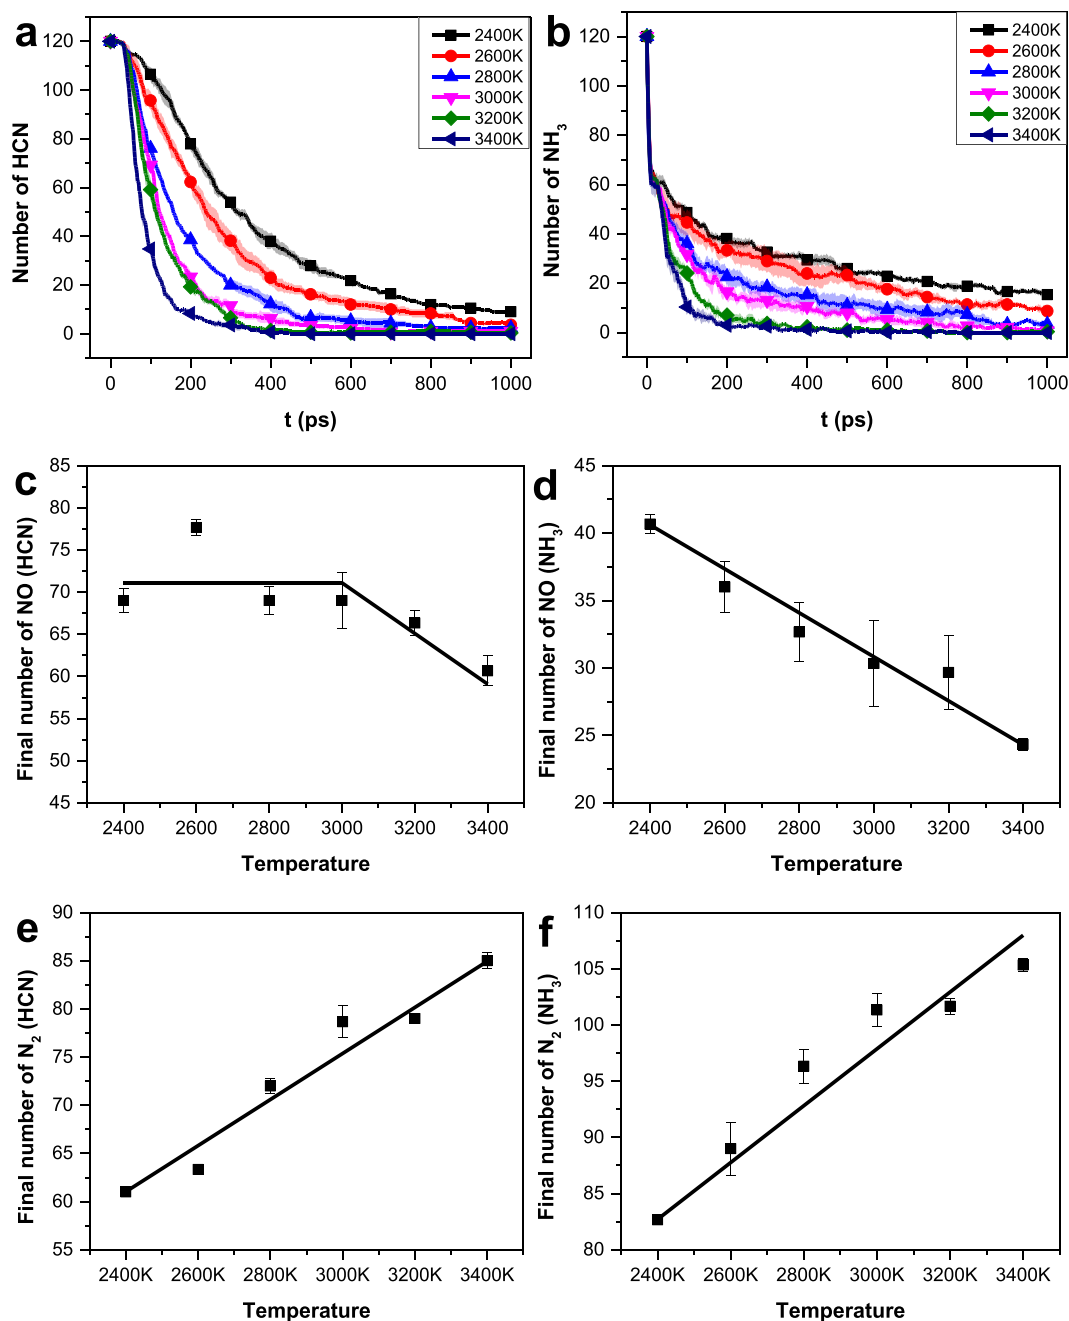 a
Number of HCN
120
100
80
60
40
20
0
2400K
2600K
2800K
3000K
3200K
3400K
0 200 400 600 800 1000
t (ps)
b
Number of NH3
120
100
80
60
40
20
0
2400K
2600K
2800K
3000K
3200K
3400K
0 200 400 600 800 1000
t (ps)
c
Final number of NO (HCN)
85
80
75
70
65
60
55
50
45
2400 2600 2800 3000 3200 3400
Temperature
d
Final number of NO (NH3)
45
40
35
30
25
20
2400 2600 2800 3000 3200 3400
Temperature
e
Final number of N2 (HCN)
90
85
80
75
70
65
60
55
2400K 2600K 2800K 3000K 3200K 3400K
Temperature
f
Final number of N2 (NH3)
110
105
100
95
90
85
80
2400K 2600K 2800K 3000K 3200K 3400K
Temperature